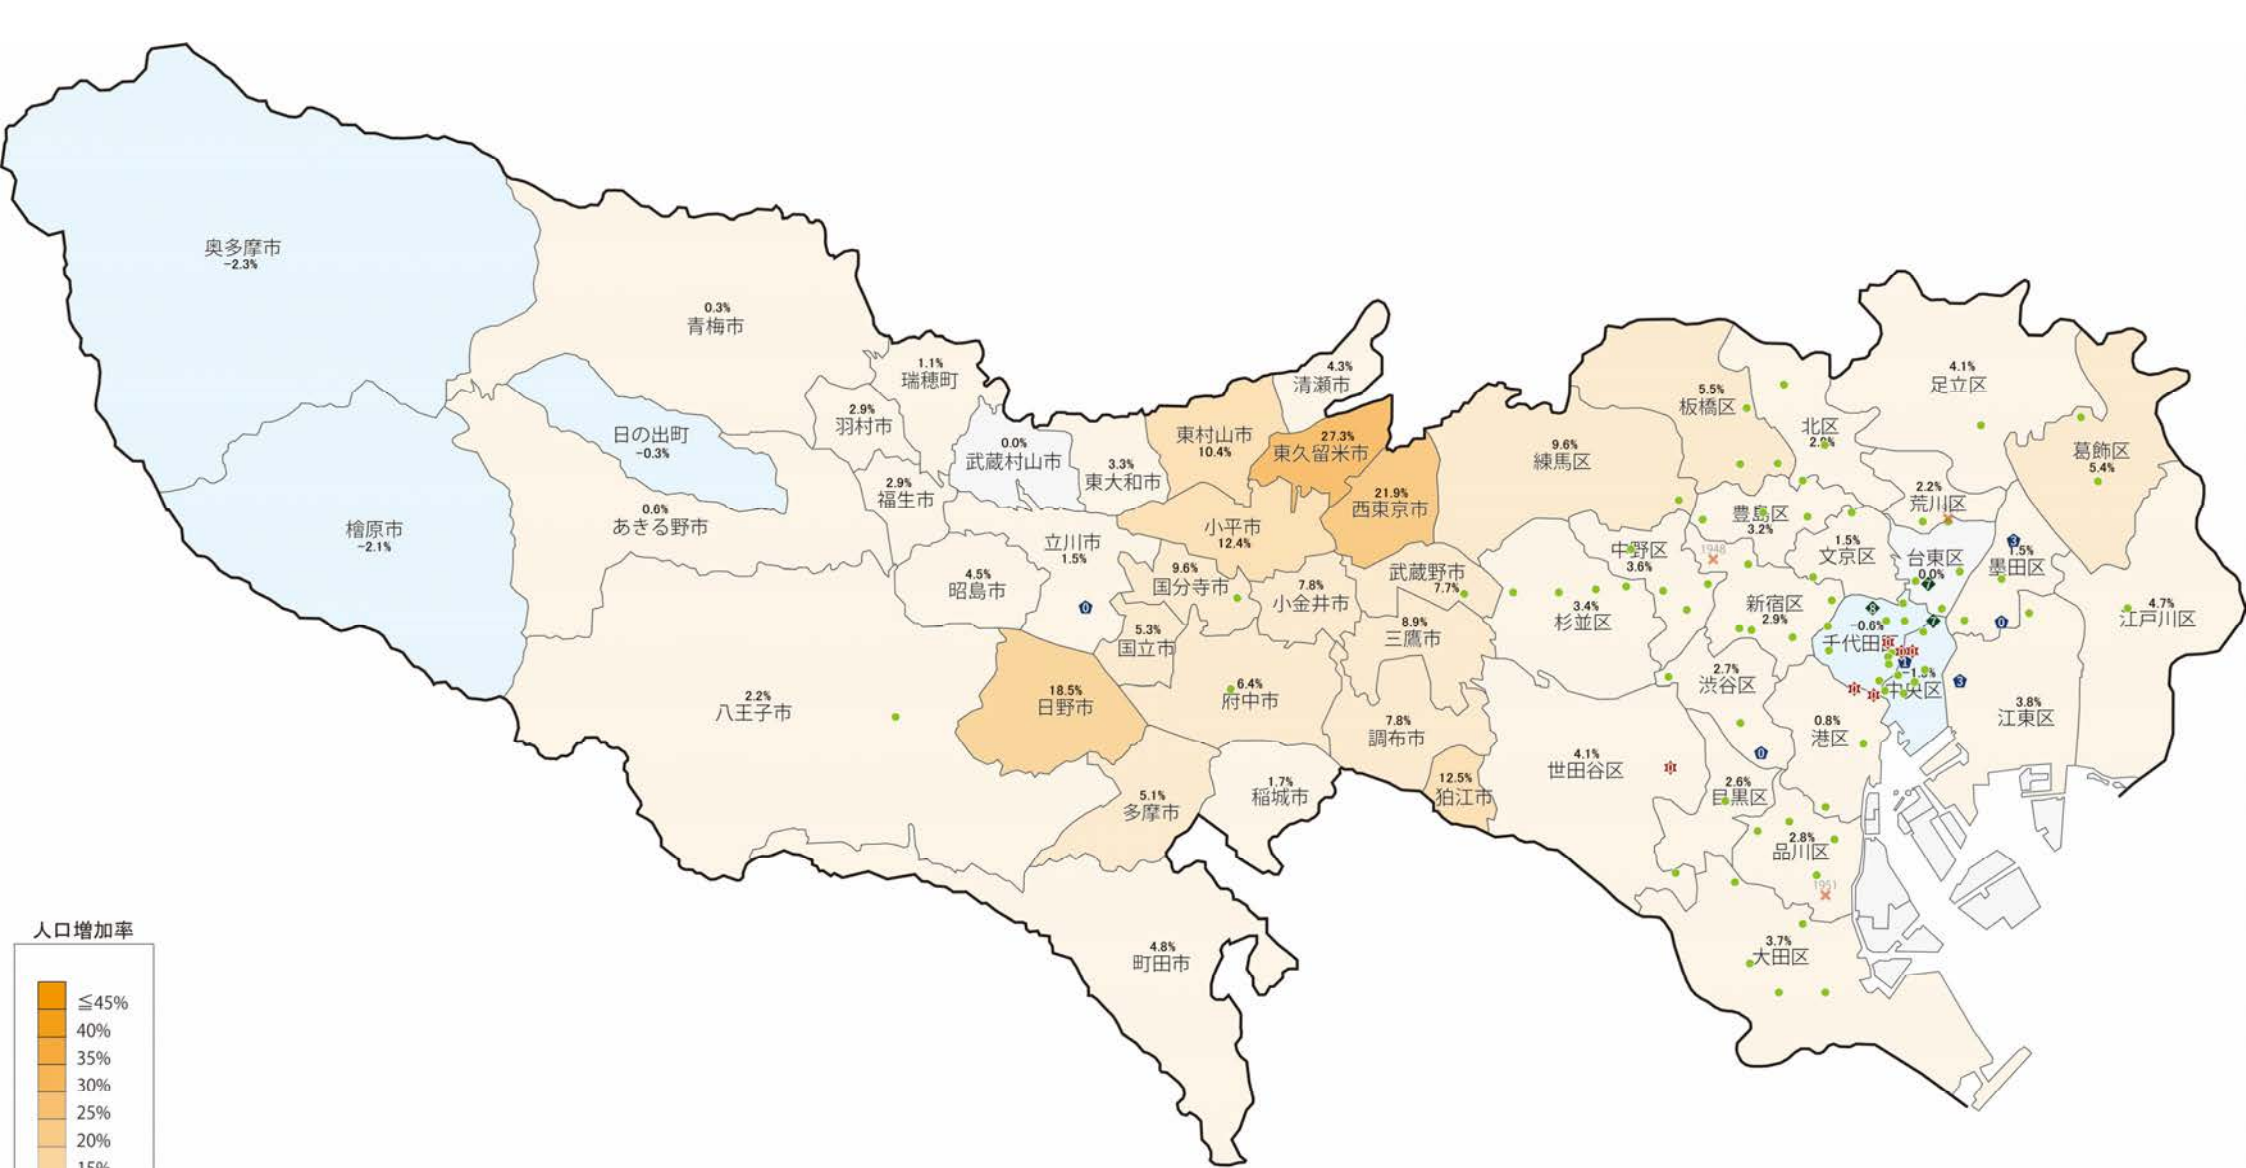 奥多摩市
-2.3%
0.3%
青梅市
1.1%
瑞穂町
4.3%
清瀬市
4.1%
足立区
5.5%
板橋区
北区
2.9%
羽村市
日の出町
-0.3%
0.0%
武蔵村山市
3.3%
東大和市
東村山市
10.4%
27.3%
東久留米市
9.6%
練馬区
葛飾区
5.4%
2.9%
福生市
21.9%
西東京市
2.2%
荒川区
檜原市
-2.1%
0.6%
あきる野市
立川市
1.5%
小平市
12.4%
豊島区
3.2%
1.5%
文京区
台東区
0.0%
3
1.5%
墨田区
中野区
3.6%
1948
4.5%
昭島市
0
9.6%
国分寺市
7.8%
小金井市
武蔵野市
7.7%
3.4%
杉並区
新宿区
2.9%
7
8
7
0
4.7%
江戸川区
5.3%
国立市
8.9%
三鷹市
-0.6%
千代田区
1
中央区
3
2.2%
八王子市
18.5%
日野市
6.4%
府中市
7.8%
調布市
2.7%
渋谷区
0.8%
港区
3.8%
江東区
4.1%
世田谷区
0
5.1%
多摩市
1.7%
稲城市
12.5%
狛江市
2.6%
目黒区
2.8%
品川区
1951
4.8%
町田市
3.7%
大田区
人口増加率
≦45%
40%
35%
30%
25%
20%
15%